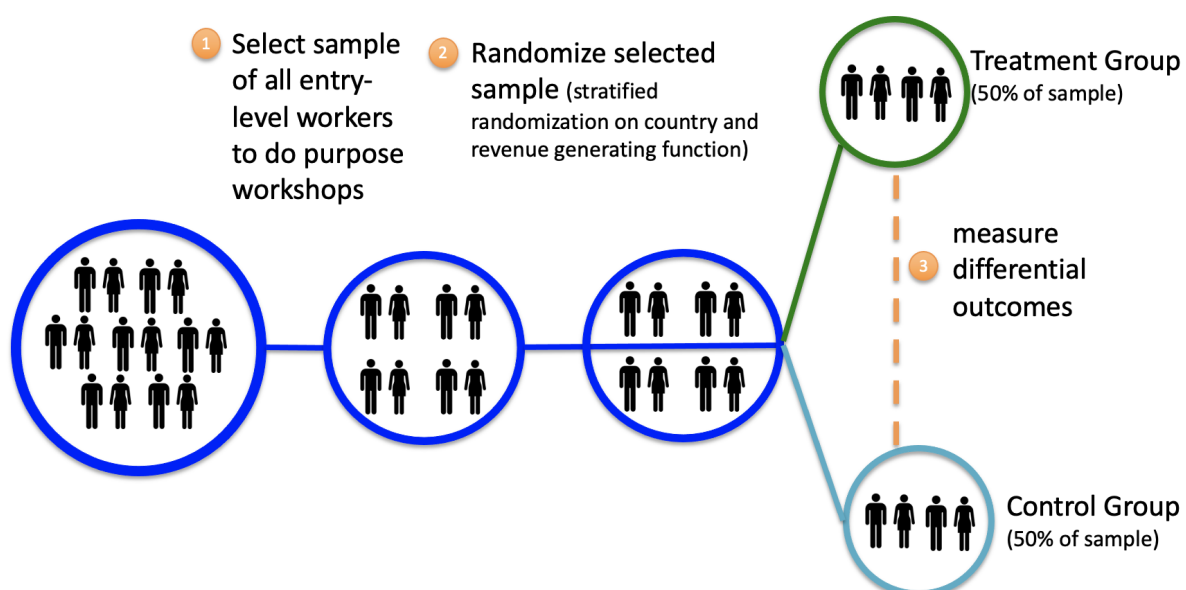 1
Select sample
of all entry-
level workers
to do purpose
workshops
2
Randomize selected
sample (stratified
randomization on country and
revenue generating function)
Treatment Group
(50% of sample)
3
measure
differential
outcomes
Control Group
(50% of sample)